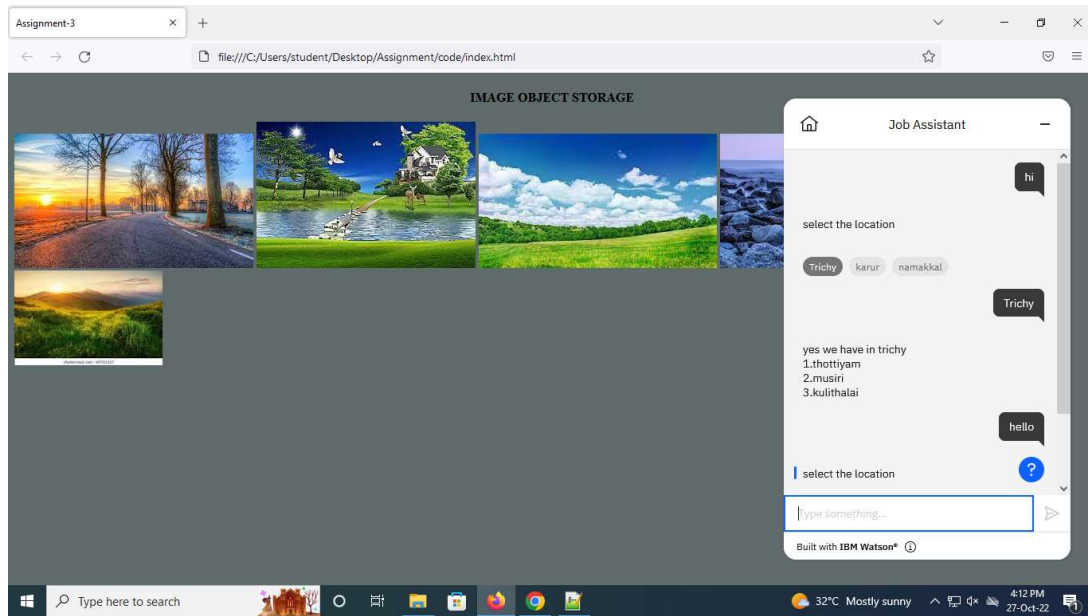 Assignment-3
file:///C:/Users/student/Desktop/Assignment/code/index.html
IMAGE OBJECT STORAGE
Job Assistant
hi
select the location
Trichy karur namakkal
Trichy
yes we have in trichy
1.thottiyam
2.musiri
3.kulithalai
hello
select the location
?
Type something...
Built with IBM Watson®
Type here to search
32°C Mostly sunny
4:12 PM
27-Oct-22